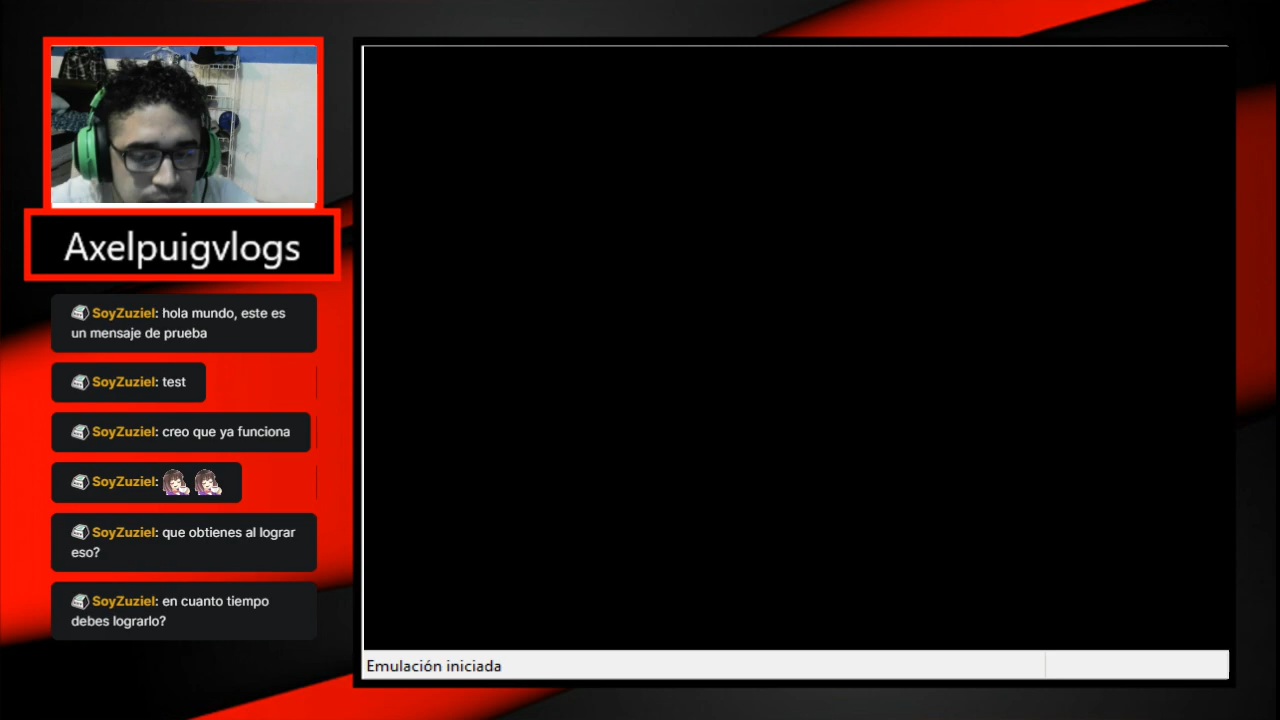 Axelpuigvlogs
SoyZuziel: hola mundo, este es
un mensaje de prueba
SoyZuziel: test
SoyZuziel: creo que ya funciona
SoyZuziel:
SoyZuziel: que obtienes al lograr
eso?
SoyZuziel: en cuanto tiempo
debes lograrlo?
Emulación iniciada